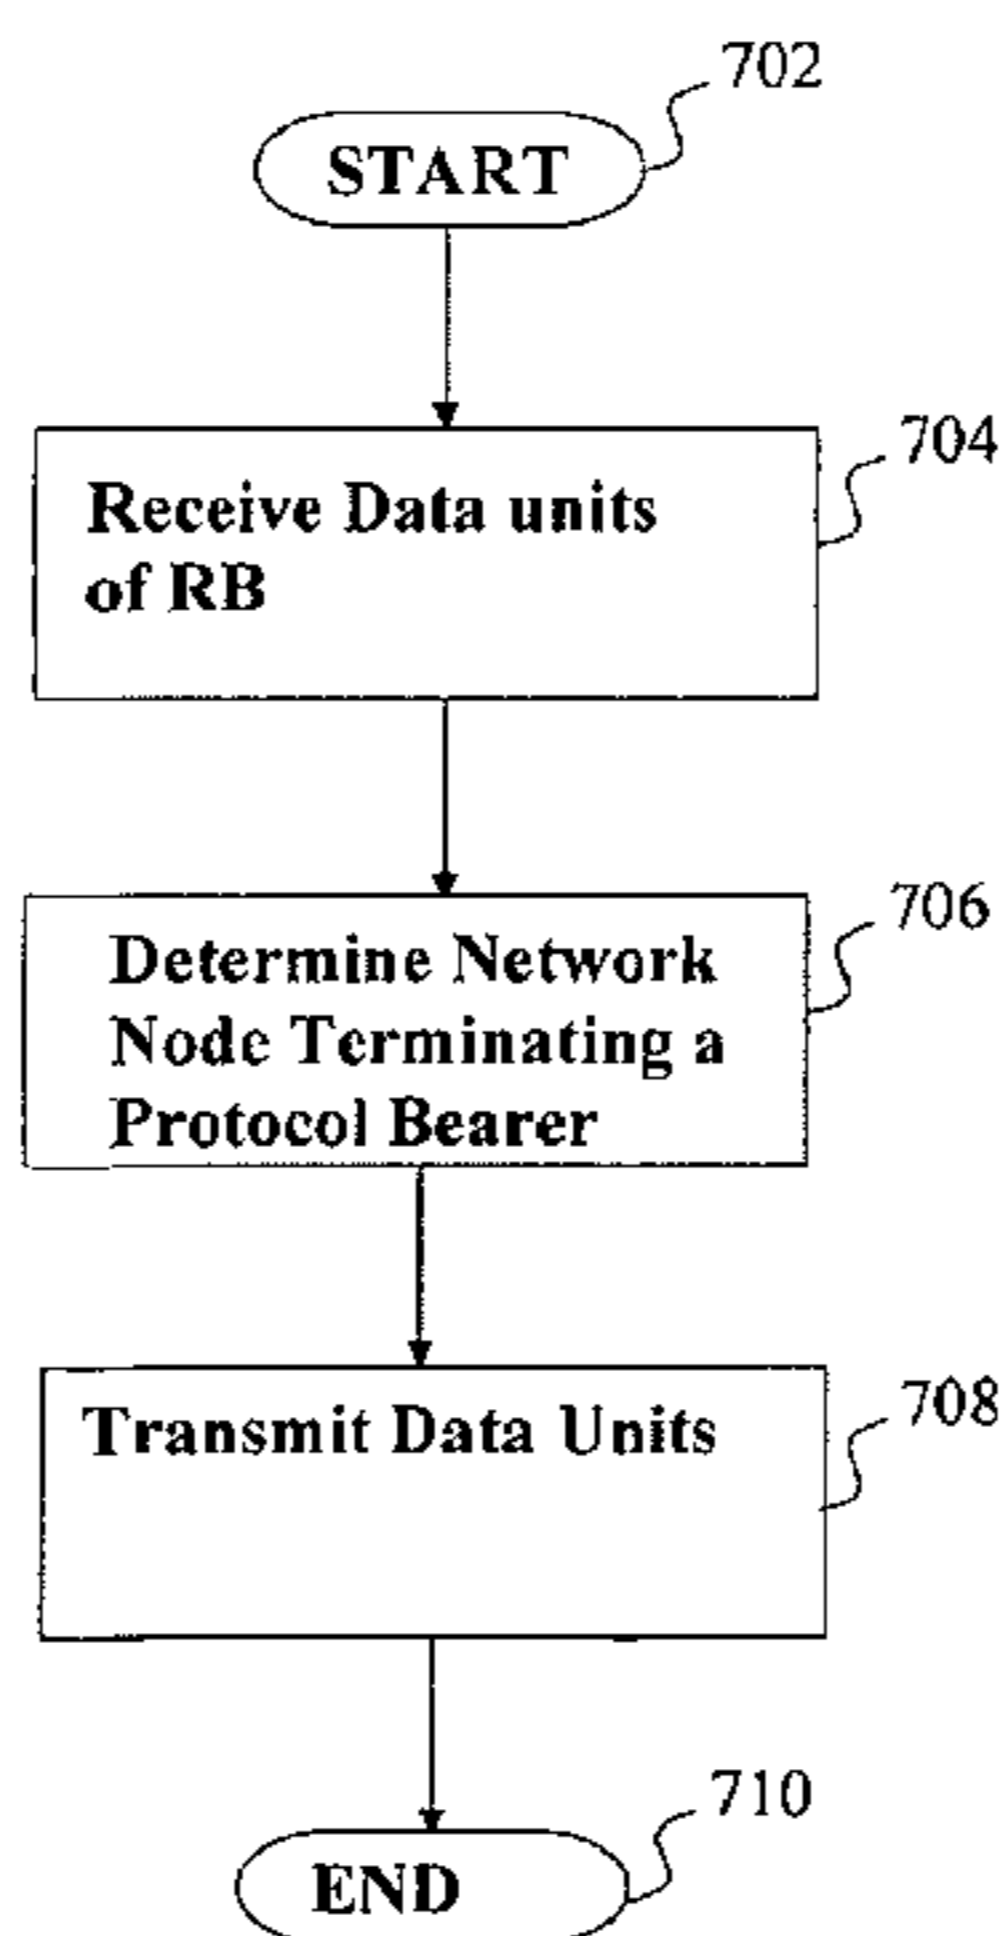 702
START
704
Receive Data units
of RB
706
Determine Network
Node Terminating a
Protocol Bearer
708
Transmit Data Units
710
END